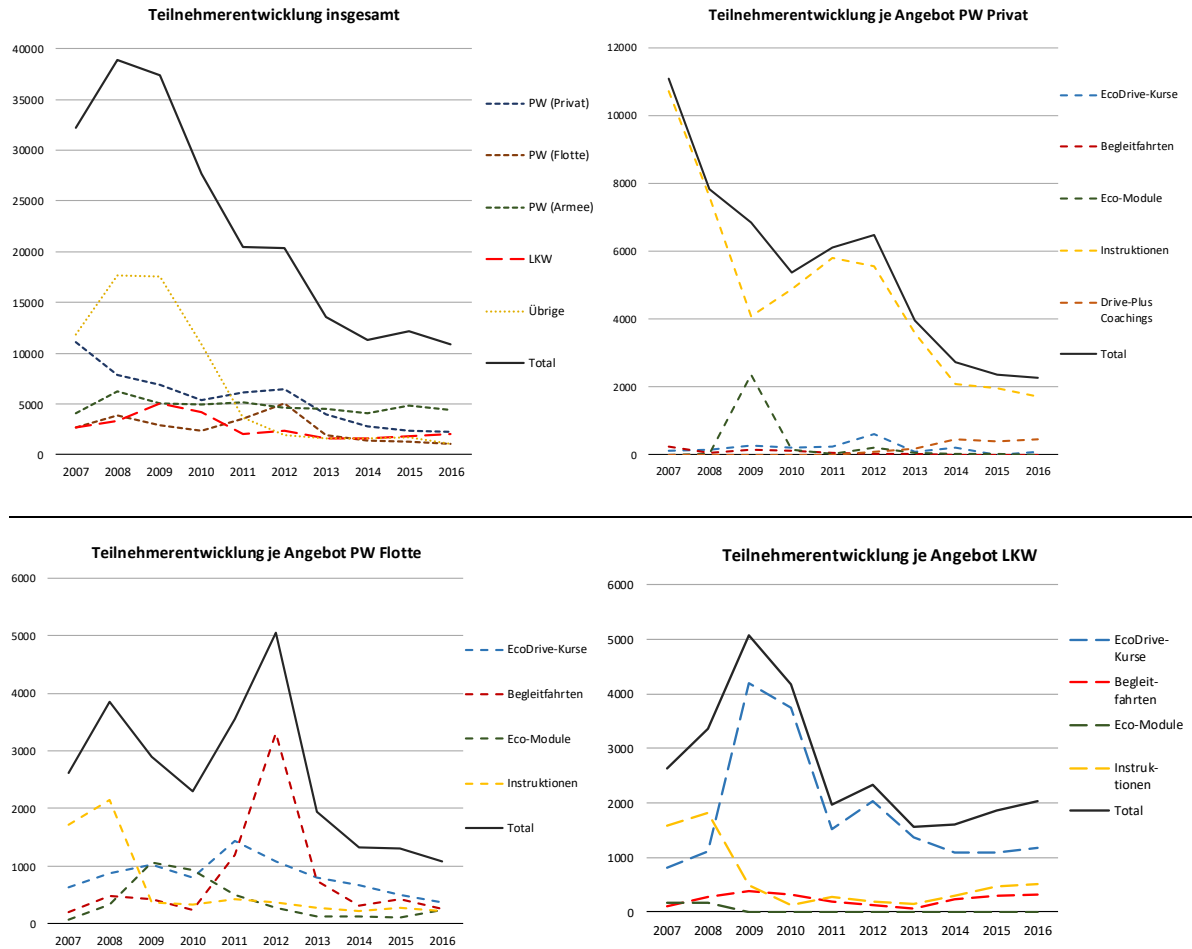 Teilnehmerentwicklung insgesamt
40000
35000
30000
25000
20000
15000
10000
5000
0
2007 2008 2009 2010 2011 2012 2013 2014 2015 2016
PW (Privat)
PW (Flotte)
PW (Armee)
LKW
Übrige
Total
Teilnehmerentwicklung je Angebot PW Privat
12000
10000
8000
6000
4000
2000
0
2007 2008 2009 2010 2011 2012 2013 2014 2015 2016
EcoDrive-Kurse
Begleitfahrten
Eco-Module
Instruktionen
Drive-Plus
Coachings
Total
Teilnehmerentwicklung je Angebot PW Flotte
6000
5000
4000
3000
2000
1000
0
2007 2008 2009 2010 2011 2012 2013 2014 2015 2016
EcoDrive-Kurse
Begleitfahrten
Eco-Module
Instruktionen
Total
Teilnehmerentwicklung je Angebot LKW
6000
5000
4000
3000
2000
1000
0
2007 2008 2009 2010 2011 2012 2013 2014 2015 2016
EcoDrive-
Kurse
Begleit-
fahrten
Eco-Module
Instruk-
tionen
Total